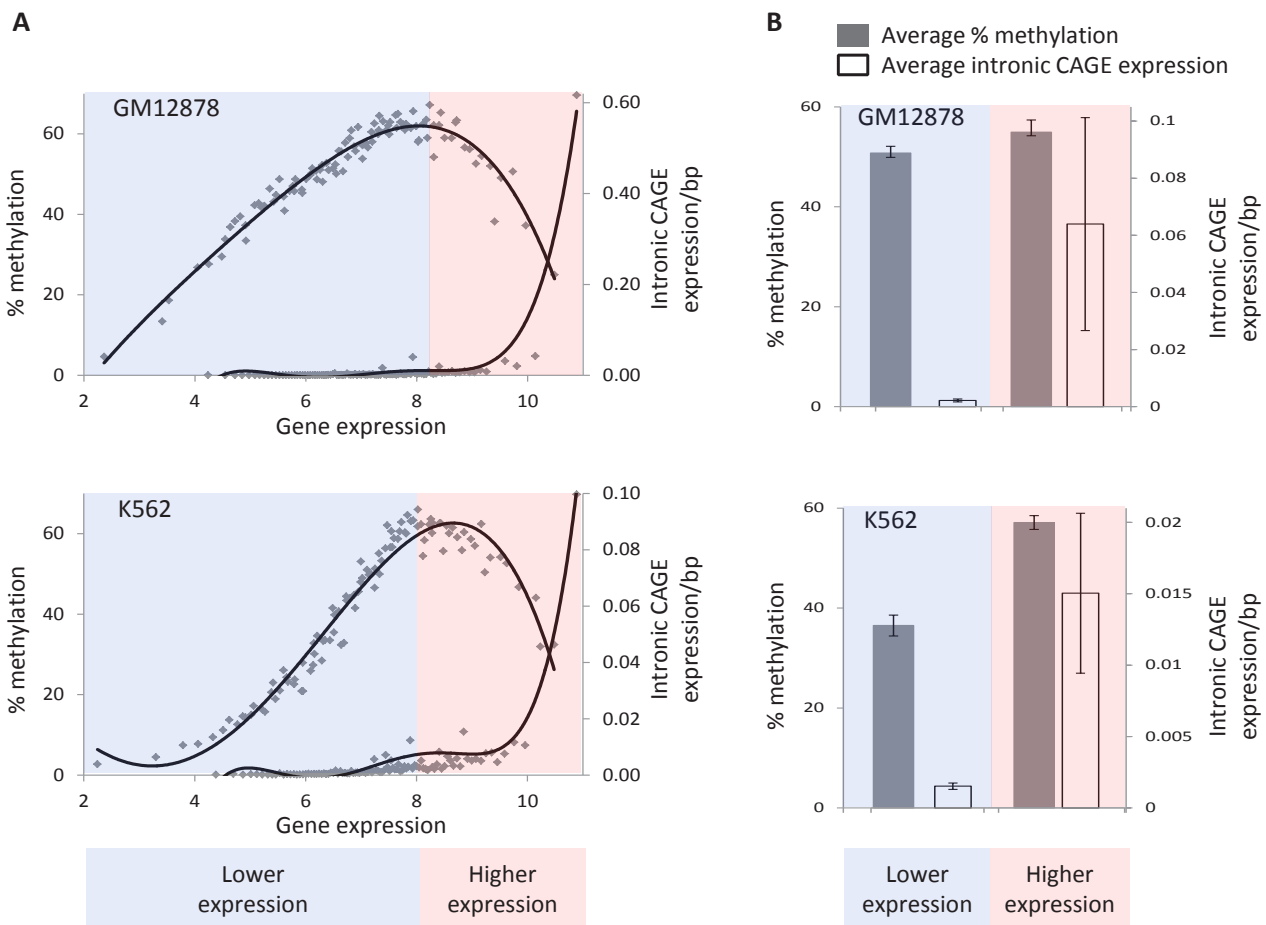 A
GM12878
% methylation
60
40
20
0
0.60
0.40
0.20
0.00
Intronic CAGE
expression/bp
2 4 6 8 10
Gene expression
K562
% methylation
60
40
20
0
0.10
0.08
0.06
0.04
0.02
0.00
Intronic CAGE
expression/bp
2 4 6 8 10
Gene expression
Lower
expression
Higher
expression
B
Average % methylation
Average intronic CAGE expression
GM12878
% methylation
60
40
20
0
0.1
0.08
0.06
0.04
0.02
0
Intronic CAGE
expression/bp
K562
% methylation
60
40
20
0
0.02
0.015
0.01
0.005
0
Intronic CAGE
expression/bp
Lower
expression
Higher
expression